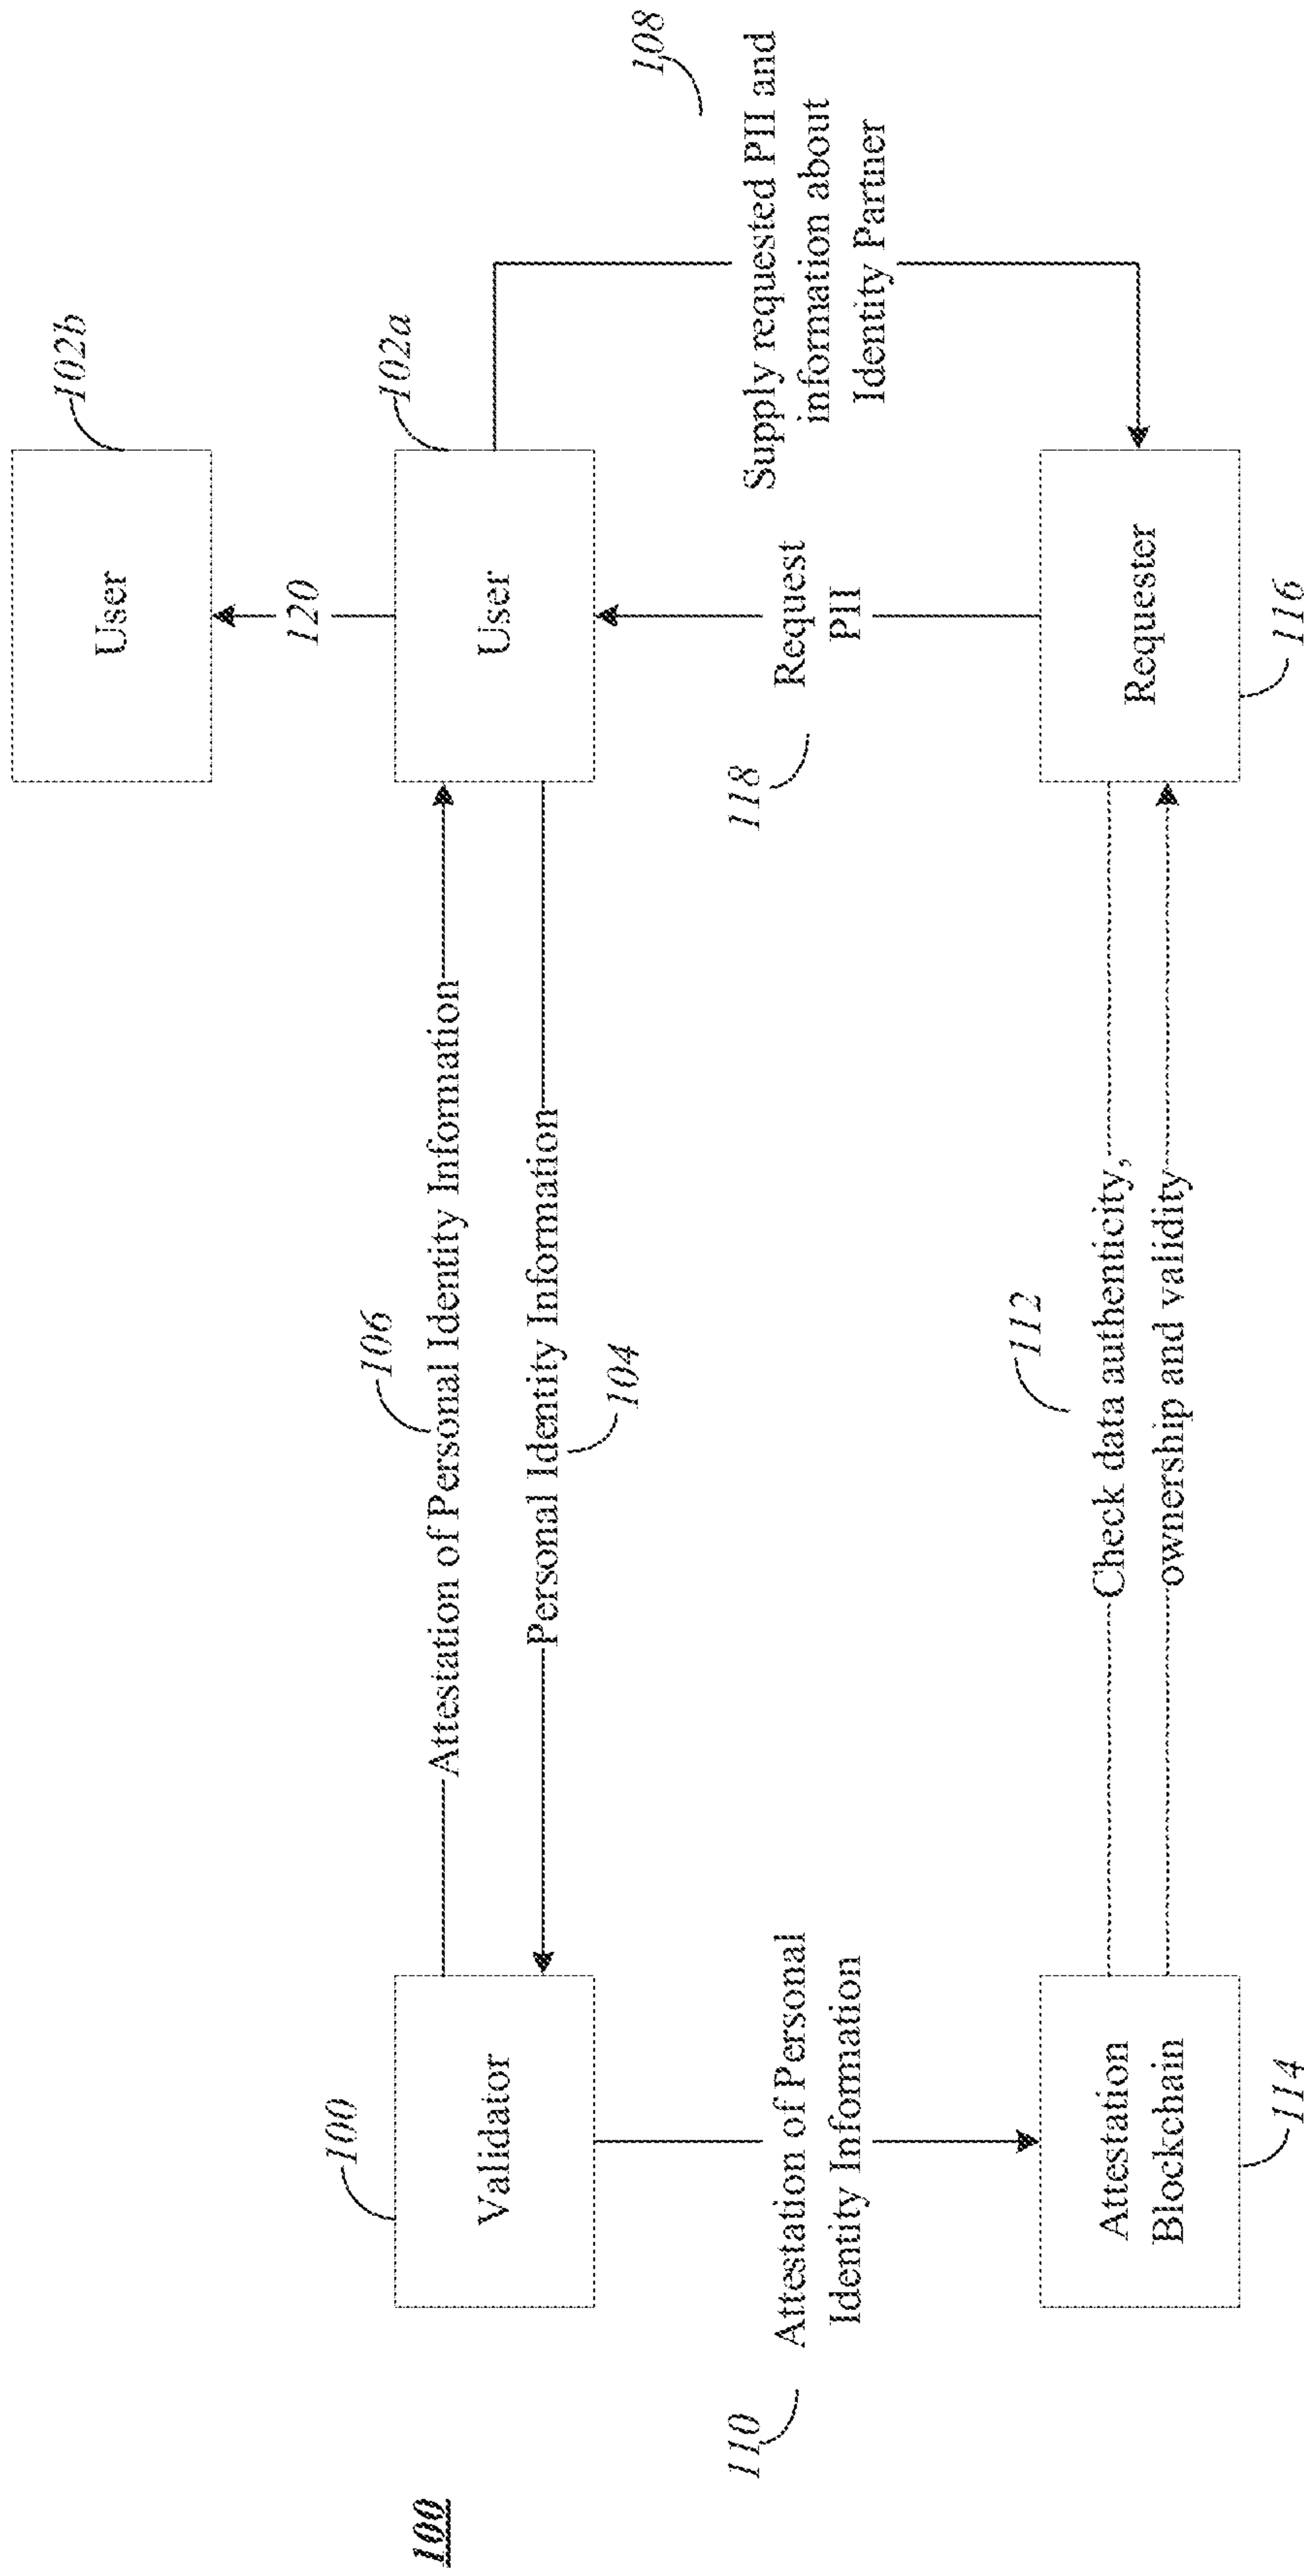 100
User
102b
120
100
Validator
106
Attestation of Personal Identity Information
Personal Identity Information
104
User
102a
110
Attestation of Personal
Identity Information
118
Request
PII
108
Supply requested PII and
information about
Identity Partner
Attestation
Blockchain
114
112
Check data authenticity,
ownership and validity
Requester
116